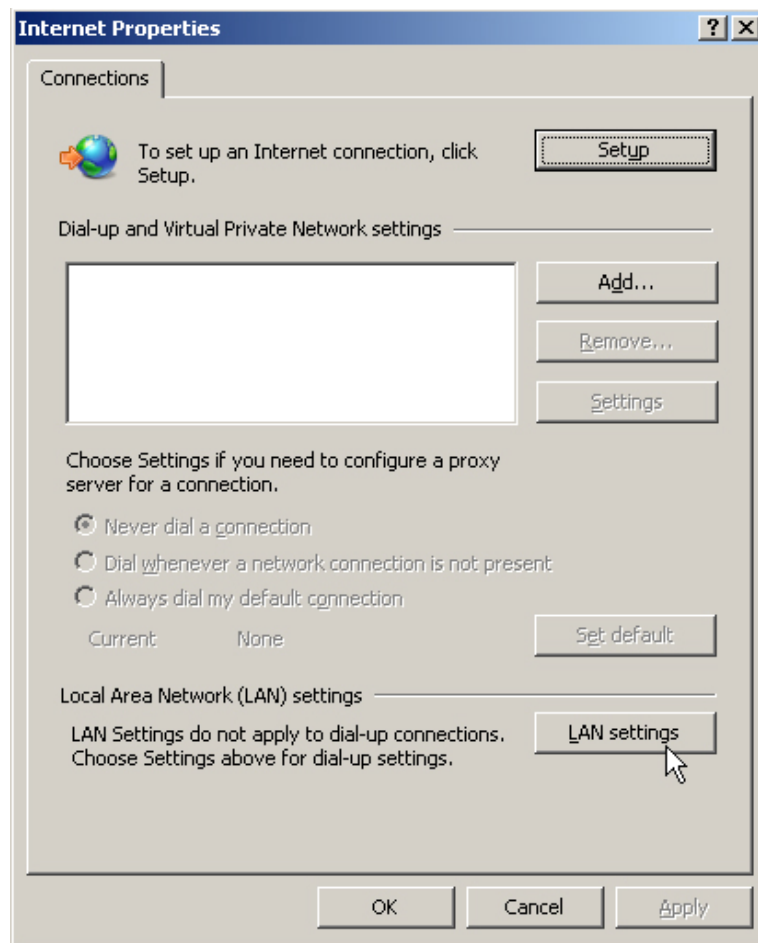 Internet Properties
Connections
To set up an Internet connection, click
Setup.
Setup
Dial-up and Virtual Private Network settings
Add...
Remove...
Settings
Choose Settings if you need to configure a proxy
server for a connection.
Never dial a connection
Dial whenever a network connection is not present
Always dial my default connection
Current None
Set default
Local Area Network (LAN) settings
LAN Settings do not apply to dial-up connections.
Choose Settings above for dial-up settings.
LAN settings
OK
Cancel
Apply